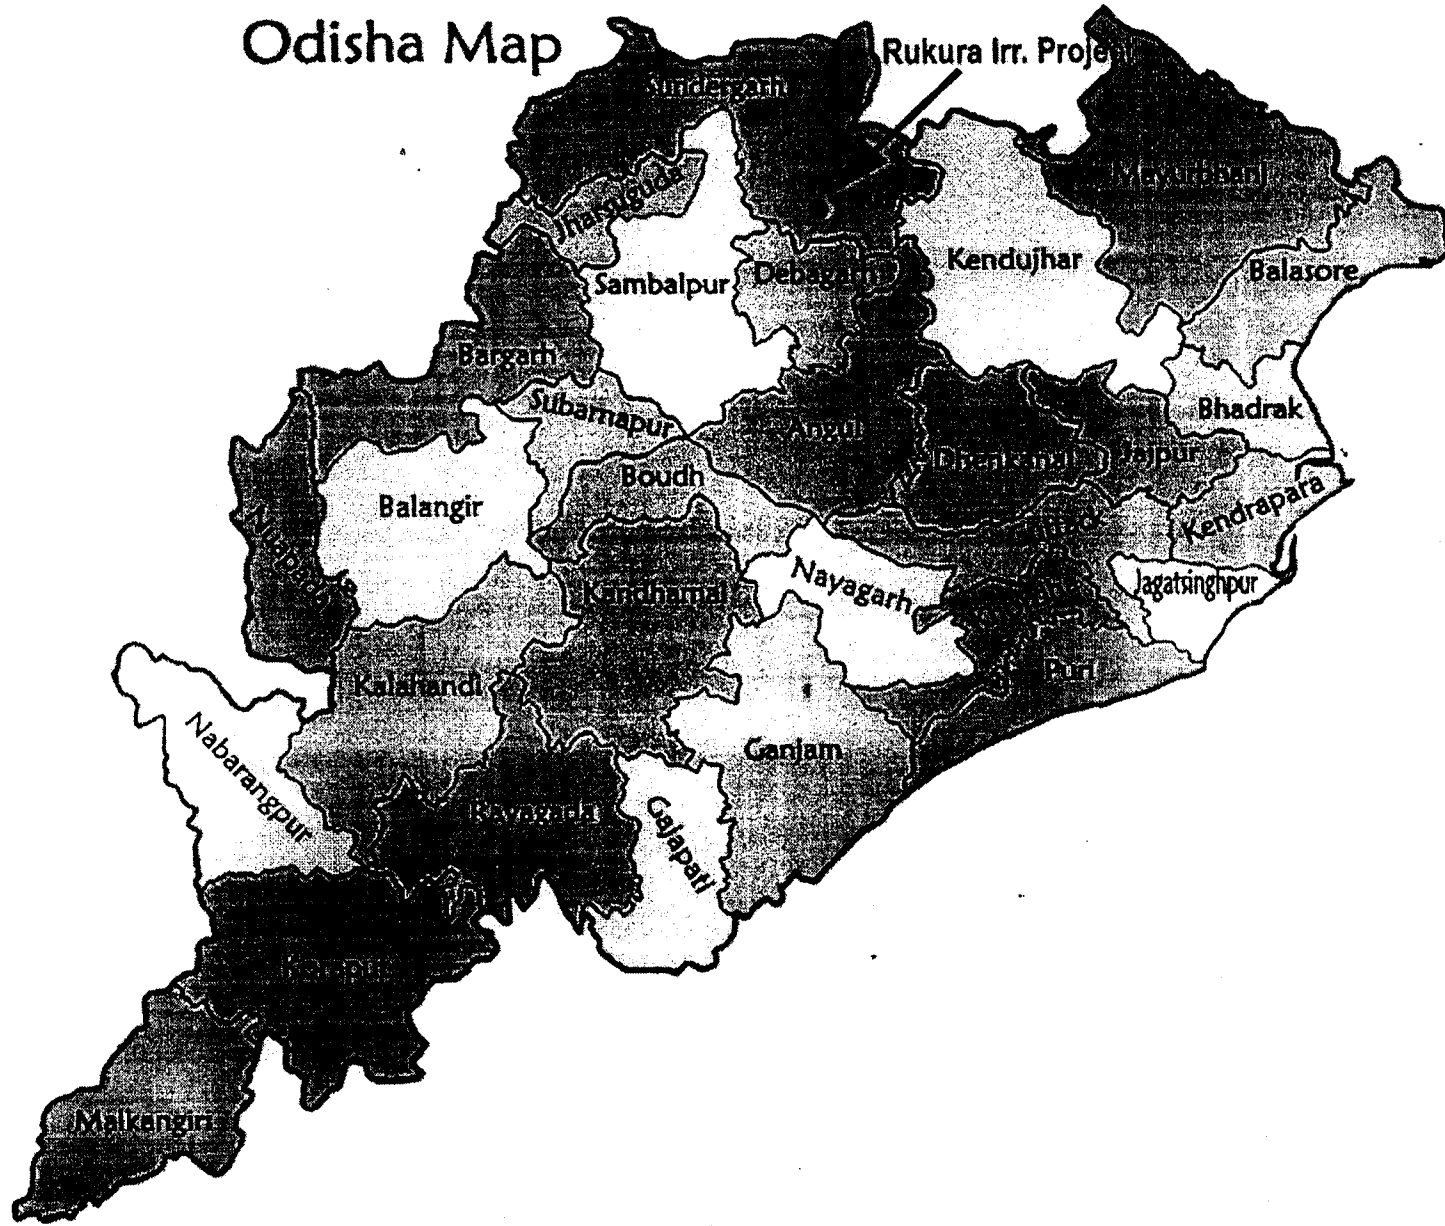 Odisha Map
Rukura Irr. Project
Sundergarh
Mayurbhanj
Jharsuguda
Kendujhar
Balasore
Sambalpur
Debagarh
Bargarh
Subarnapur
Bhadrak
Angul
Dhenkanal
Jajpur
Boudh
Balangir
Kendrapara
Nayagarh
Jagatsinghpur
Kandhamal
Kalahandi
Puri
Nabarangpur
Ganjam
Rayagada
Gajapati
Koraput
Malkangiri